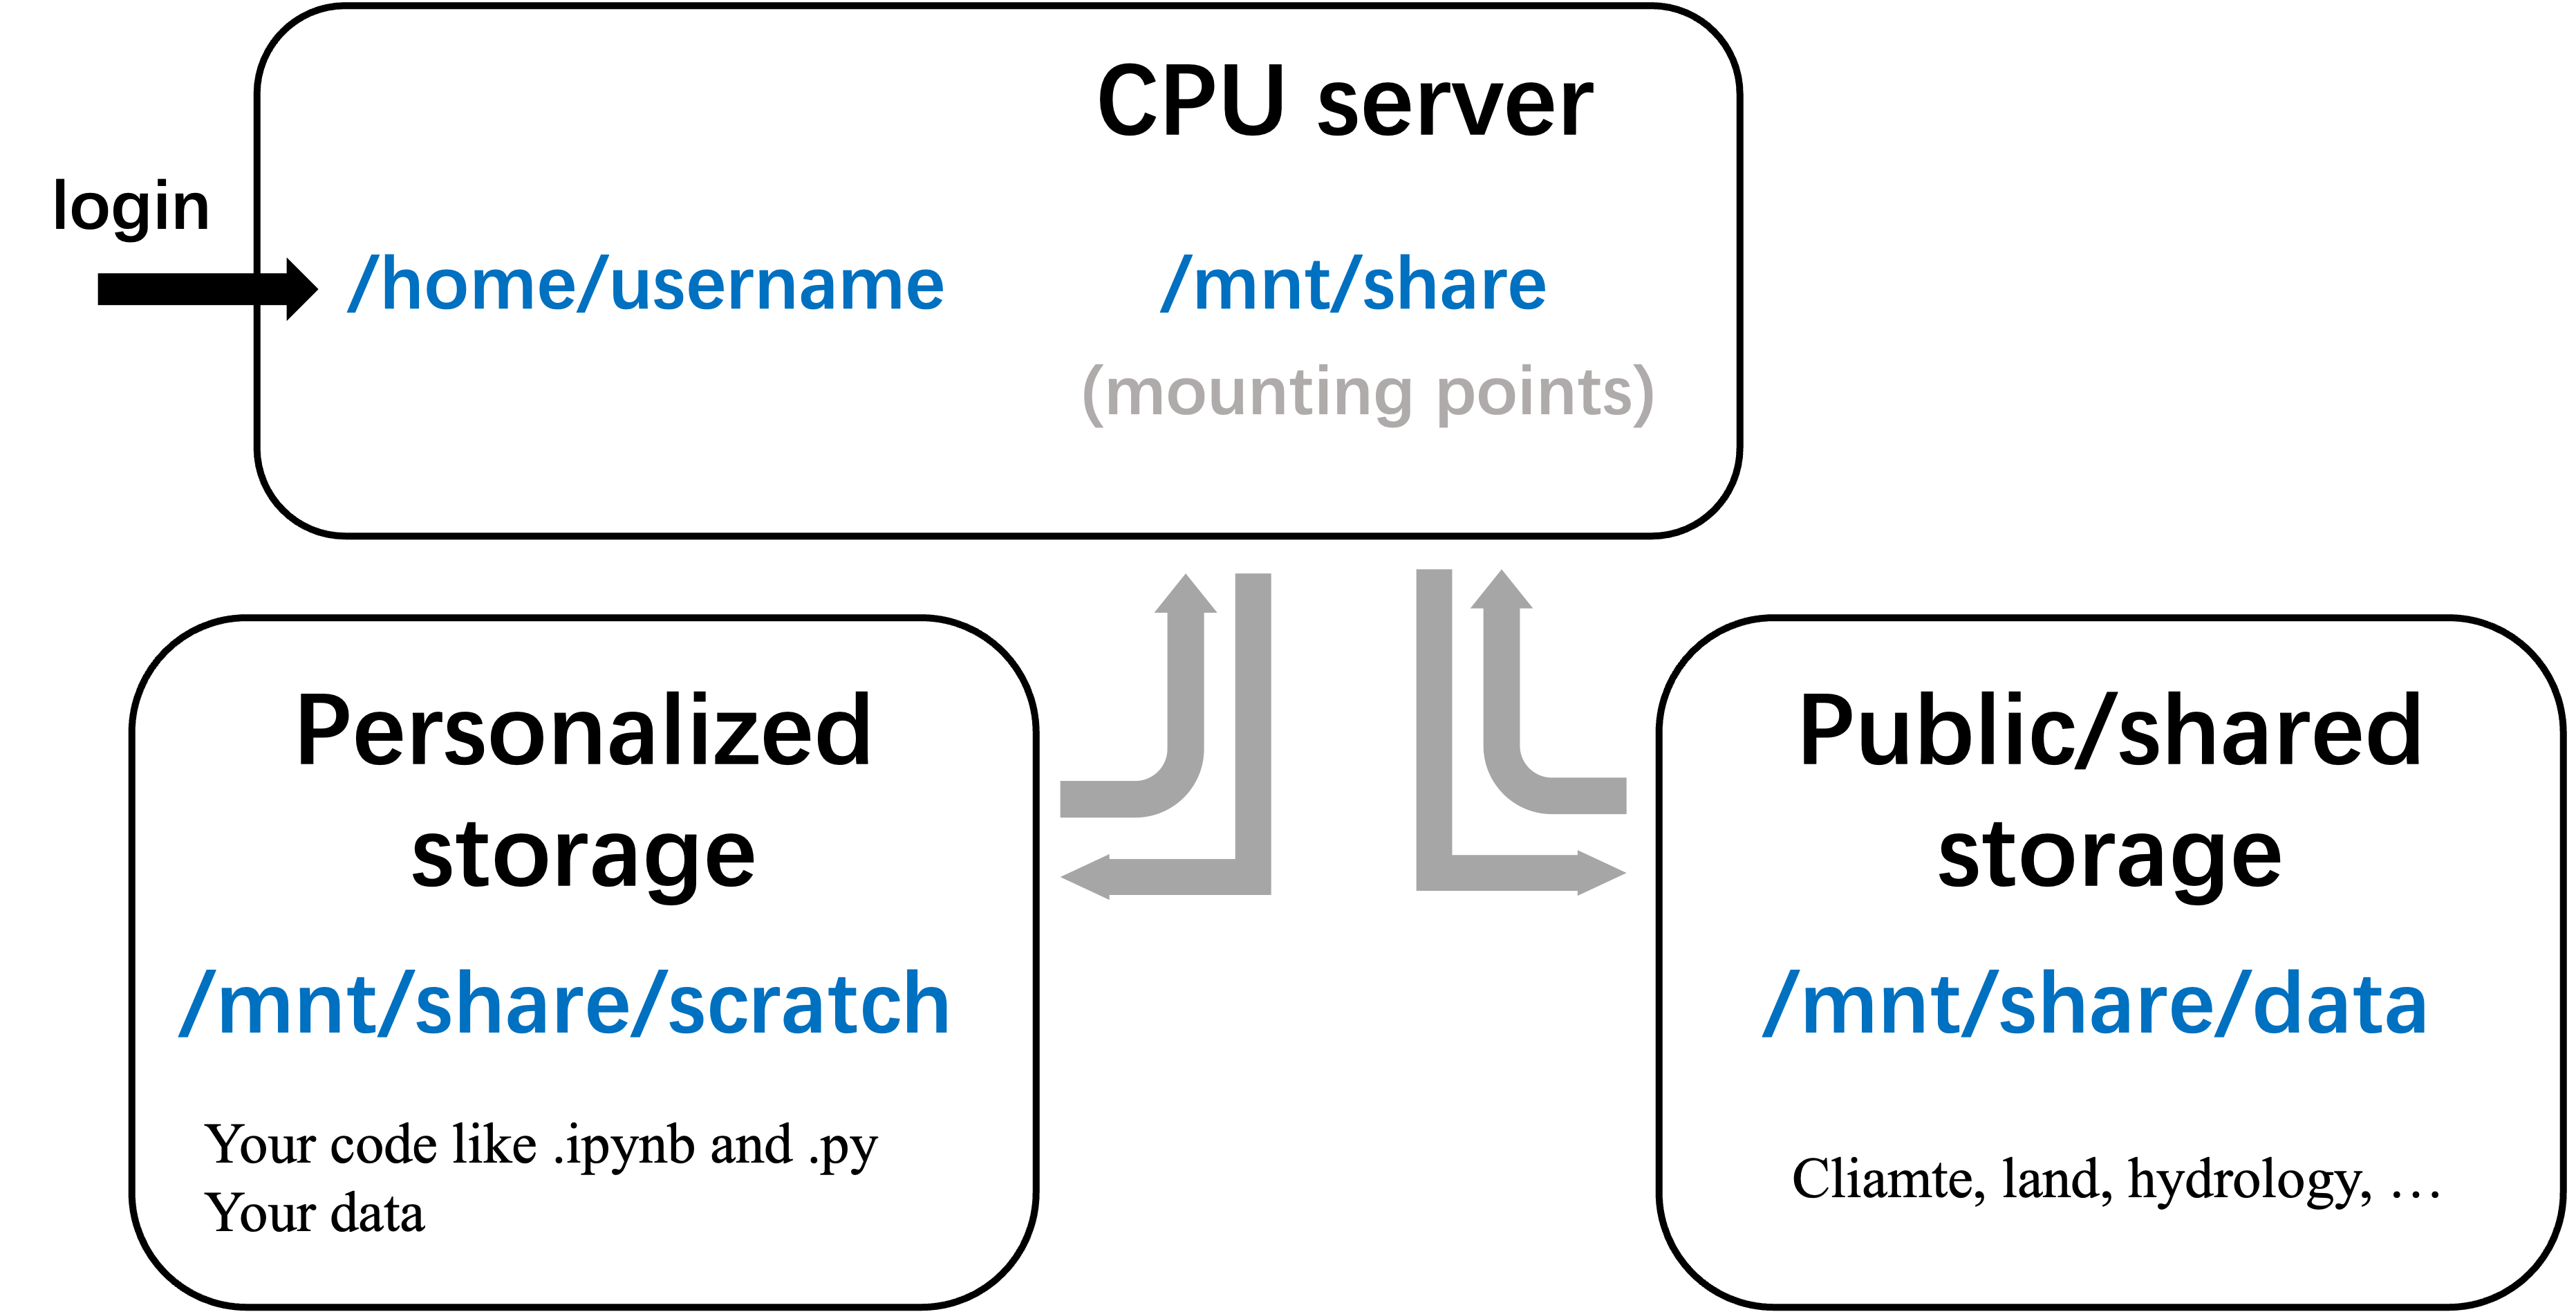 CPU server
login
/home/username
/mnt/share
(mounting points)
Personalized
storage
/mnt/share/scratch
Your code like .ipynb and .py
Your data
Public/shared
storage
/mnt/share/data
Cliamte, land, hydrology, …